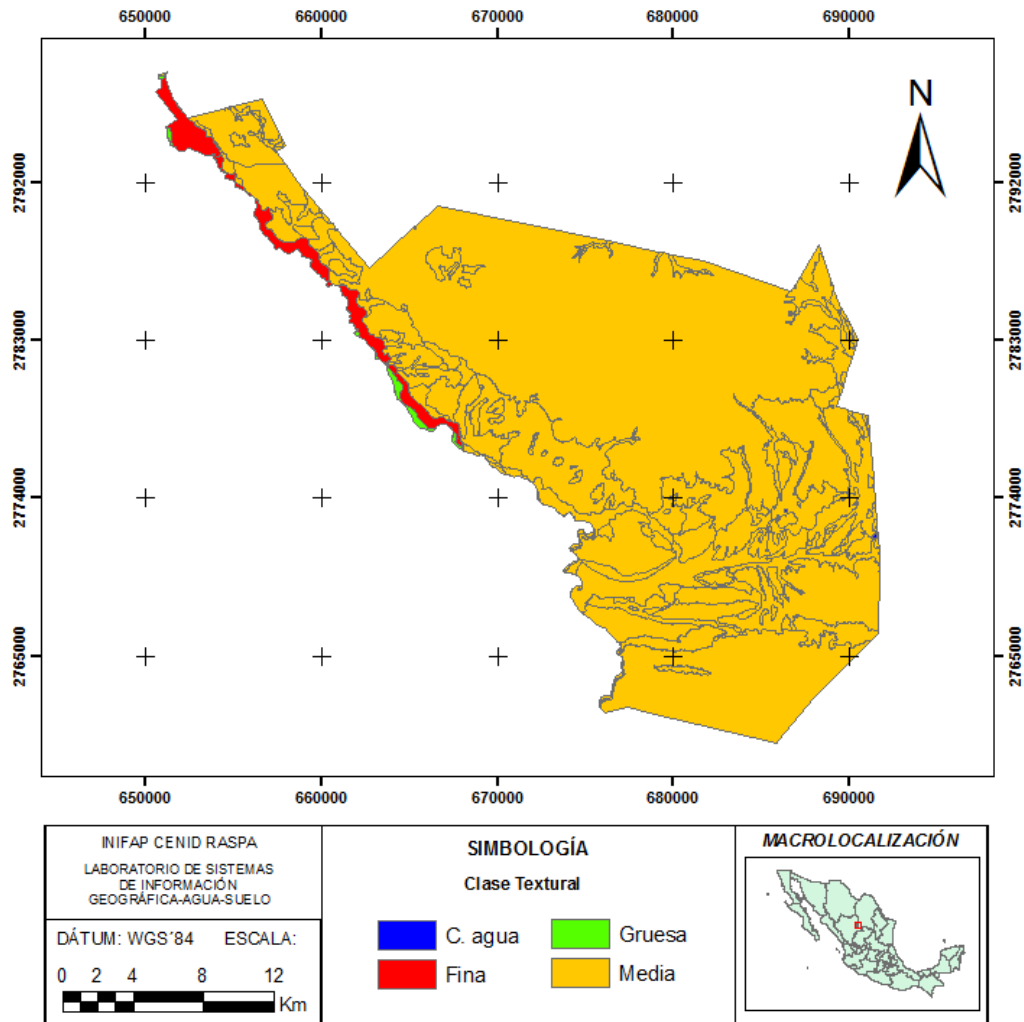 650000 660000 670000 680000 690000
N
2792000 2792000
2783000 2783000
2774000 2774000
2765000 2765000
650000 660000 670000 680000 690000
INIFAP CENID RASPA
LABORATORIO DE SISTEMAS
DE INFORMACIÓN
GEOGRÁFICA-AGUA-SUELO
DÁTUM: WGS´84 ESCALA:
0 2 4 8 12
Km
SIMBOLOGÍA
Clase Textural
C. agua Gruesa
Fina Media
MACROLOCALIZACIÓN